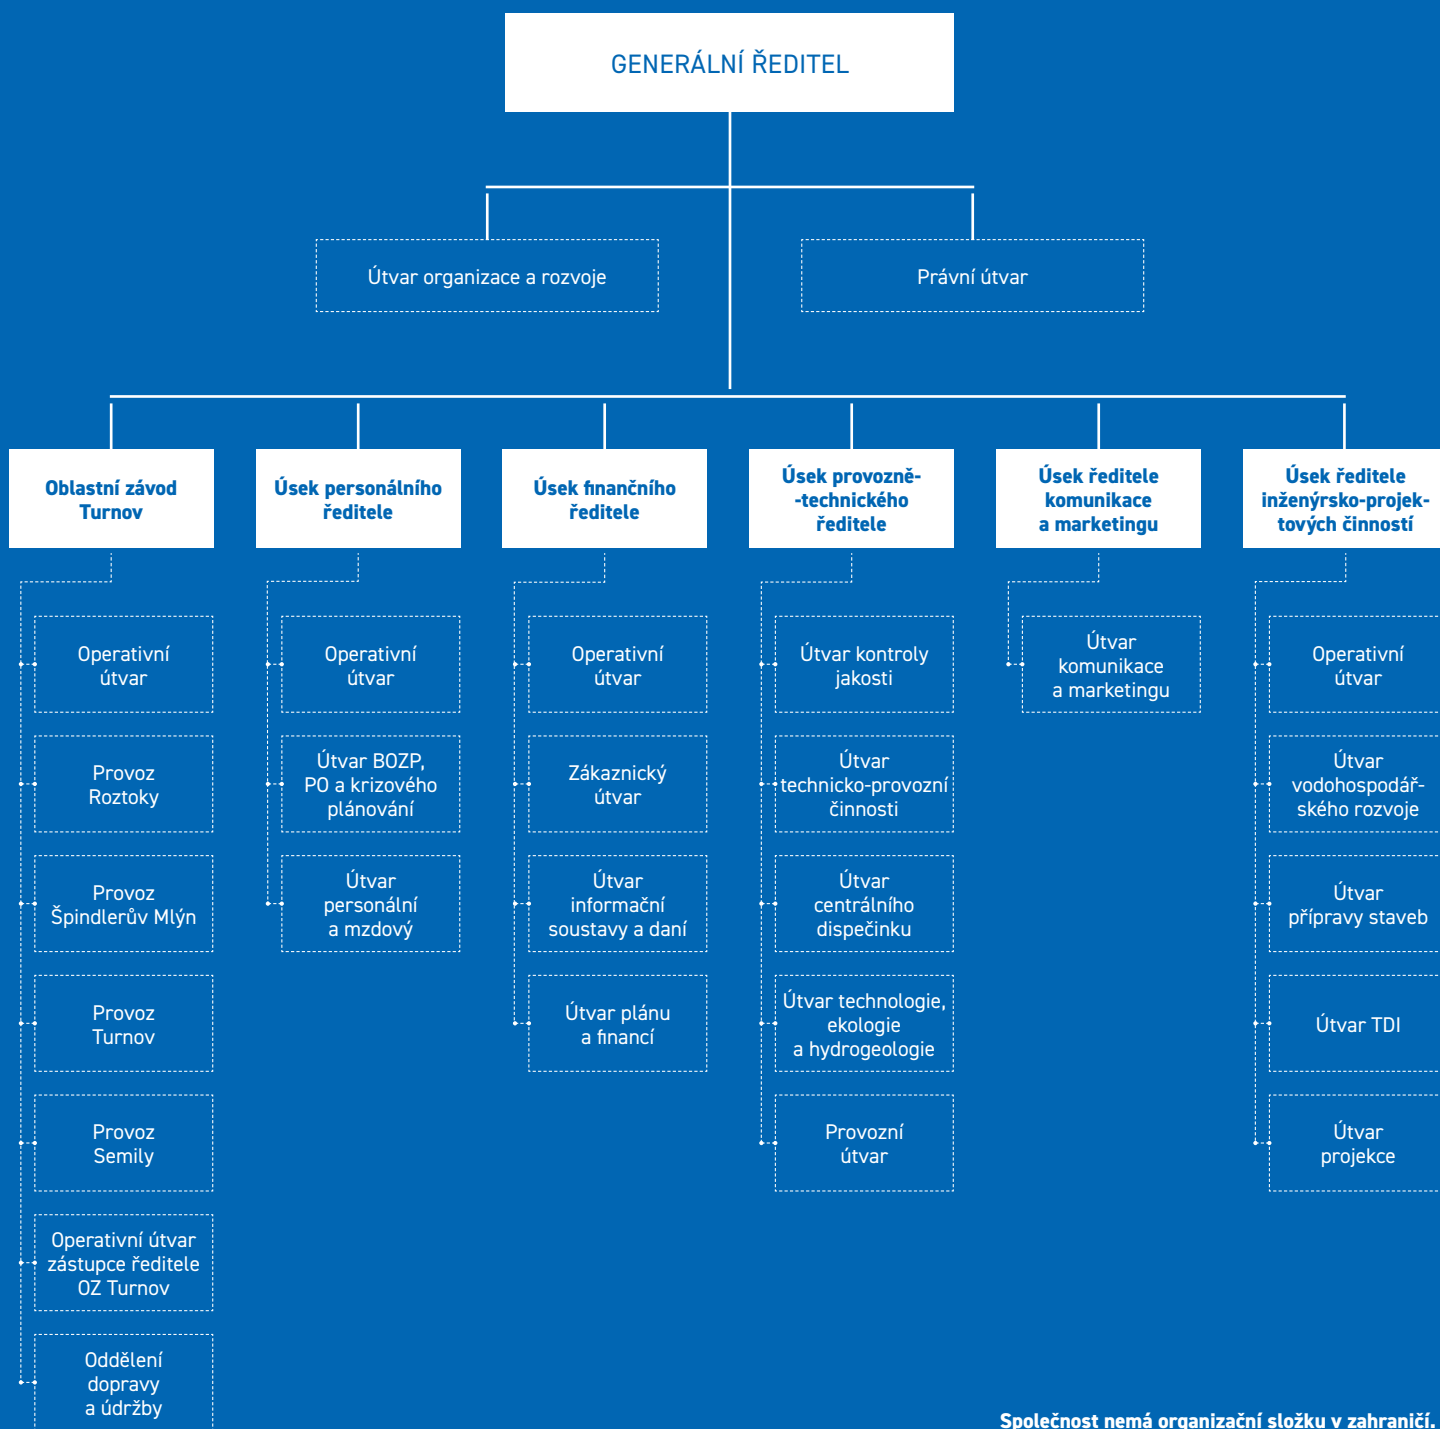 GENERÁLNÍ ŘEDITEL
Útvar organizace a rozvoje
Právní útvar
Oblastní závod
Turnov
Úsek personálního
ředitele
Úsek finančního
ředitele
Úsek provozně-
-technického
ředitele
Úsek ředitele
komunikace
a marketingu
Úsek ředitele
inženýrsko-projek-
tových činností
Operativní
útvar
Provoz
Roztoky
Provoz
Špindlerův Mlýn
Provoz
Turnov
Provoz
Semily
Operativní útvar
zástupce ředitele
OZ Turnov
Oddělení
dopravy
a údržby
Operativní
útvar
Útvar BOZP,
PO a krizového
plánování
Útvar
personální
a mzdový
Operativní
útvar
Zákaznický
útvar
Útvar
informační
soustavy a daní
Útvar plánu
a financí
Útvar kontroly
jakosti
Útvar
technicko-provozní
činnosti
Útvar
centrálního
dispečinku
Útvar technologie,
ekologie
a hydrogeologie
Provozní
útvar
Útvar
komunikace
a marketingu
Operativní
útvar
Útvar
vodohospodář-
ského rozvoje
Útvar
přípravy staveb
Útvar TDI
Útvar
projekce
Společnost nemá organizační složku v zahraničí.